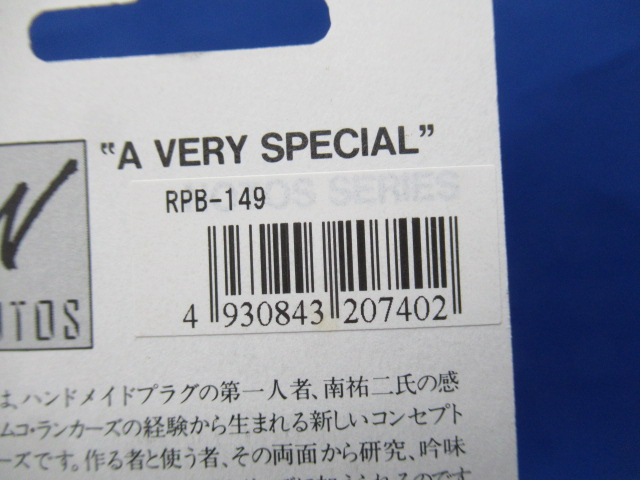 "A VERY SPECIAL"
NOTOS SERIES
RPB-149
4 930843 207402
OTOS
は、ハンドメイドプラグの第一人者、南祐二氏の感
ムコ・ランカーズの経験から生まれる新しいコンセプト
ーズです。作る者と使う者、その両面から研究、吟味